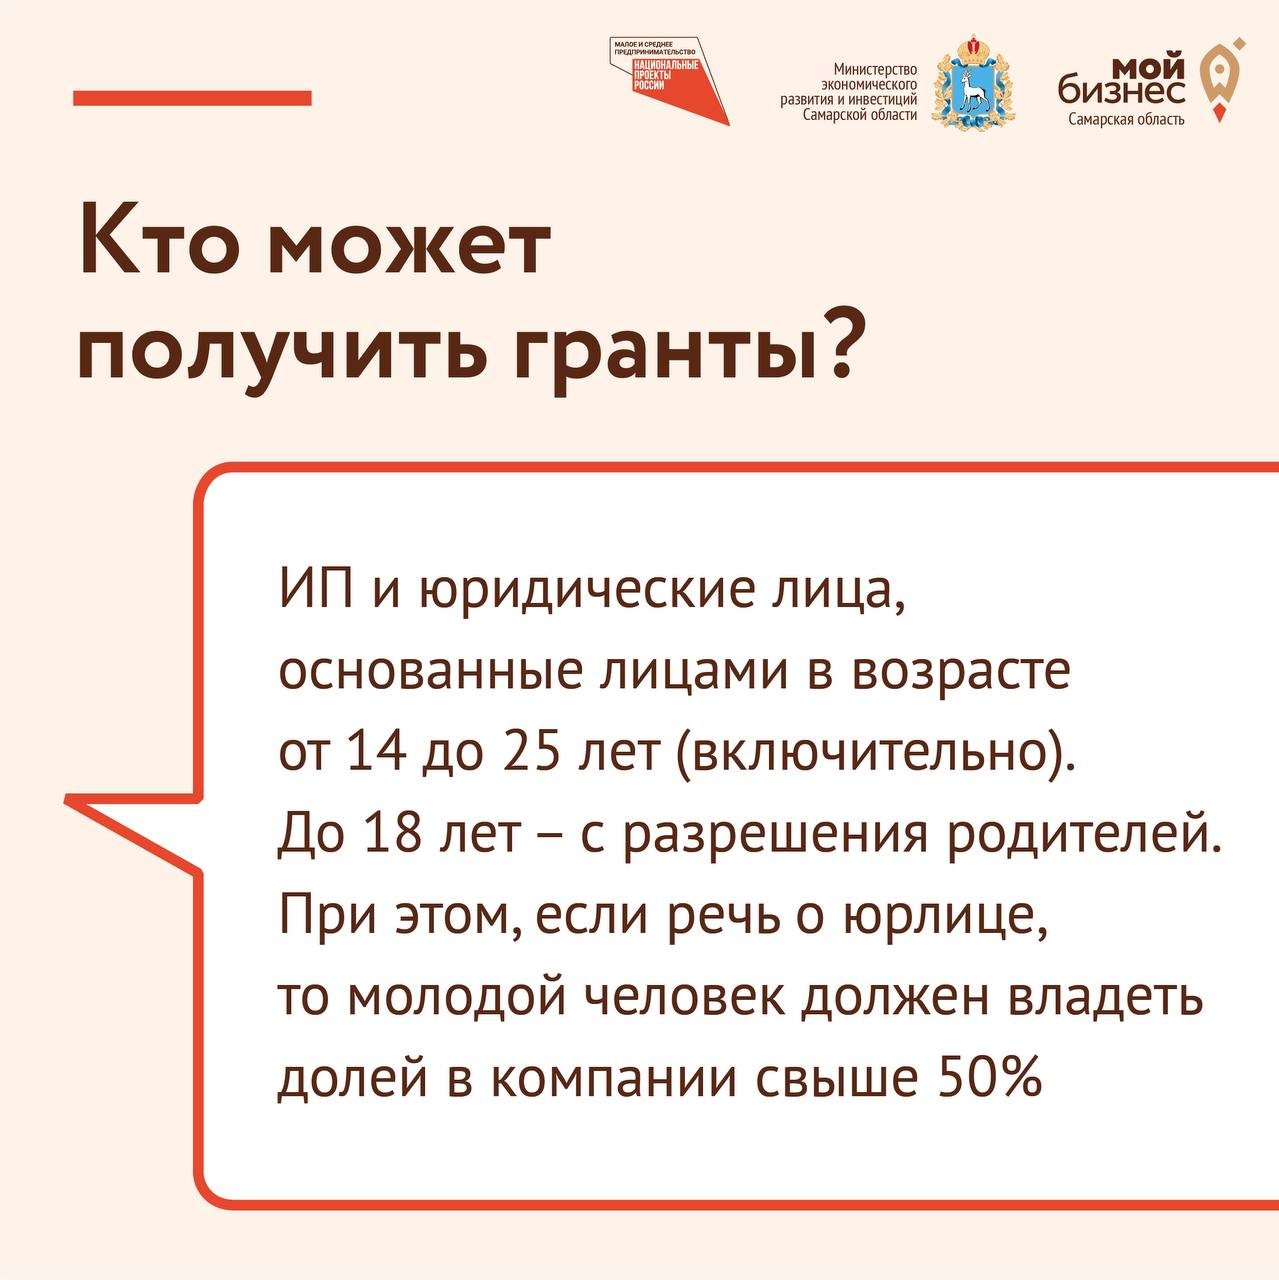 МАЛОЕ И СРЕДНЕЕ
ПРЕДПРИНИМАТЕЛЬСТВО
НАЦИОНАЛЬНЫЕ
ПРОЕКТЫ
РОССИИ
Министерство
экономического
развития и инвестиций
Самарской области
мой
бизнес
Самарская область
Кто может
получить гранты?
ИП и юридические лица,
основанные лицами в возрасте
от 14 до 25 лет (включительно).
До 18 лет – с разрешения родителей.
При этом, если речь о юрлице,
то молодой человек должен владеть
долей в компании свыше 50%